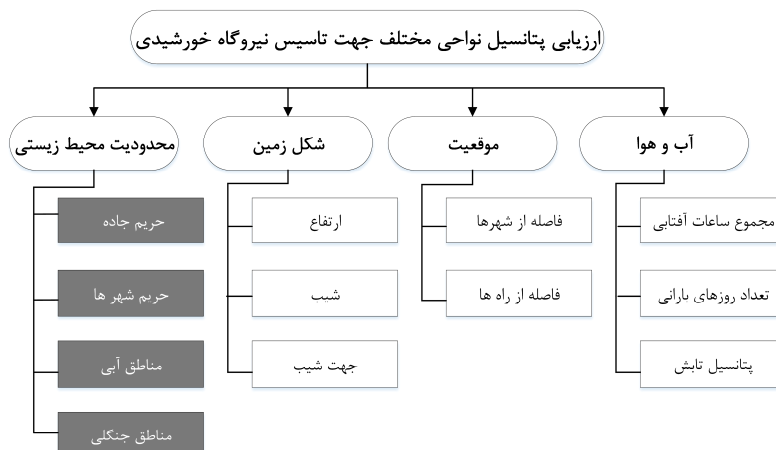 ارزیابی پتانسیل نواحی مختلف جهت تاسیس نیروگاه خورشیدی
آب و هوا
موقعیت
شکل زمین
محدودیت محیط زیستی
مجموع ساعات آفتابی
فاصله از شهرها
ارتفاع
حریم جاده
تعداد روزهای بارانی
فاصله از راه ها
شیب
حریم شهر ها
پتانسیل تابش
جهت شیب
مناطق آبی
مناطق جنگلی